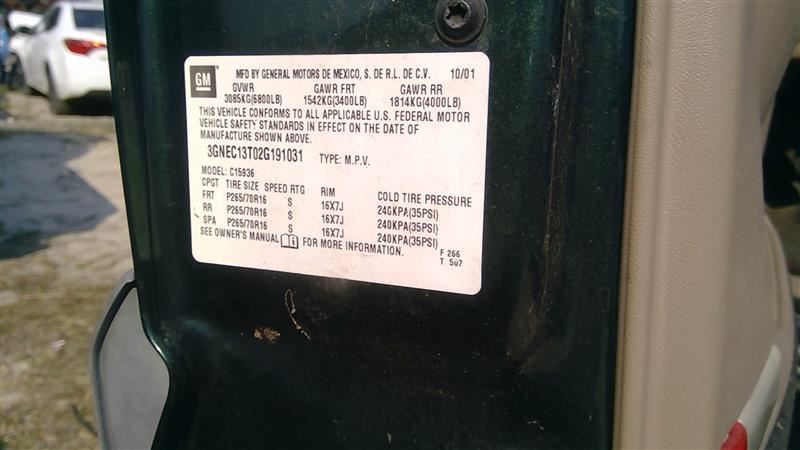 GM
MFD BY GENERAL MOTORS DE MEXICO, S. DE R.L. DE C.V. 10/01
GVWR GAWR FRT GAWR RR
3085KG(6800LB) 1542KG(3400LB) 1814KG(4000LB)
THIS VEHICLE CONFORMS TO ALL APPLICABLE U.S. FEDERAL MOTOR
VEHICLE SAFETY STANDARDS IN EFFECT ON THE DATE OF
MANUFACTURE SHOWN ABOVE.
3GNEC13T02G191031 TYPE: M.P.V.
MODEL: C15936
CPGT TIRE SIZE SPEED RTG RIM COLD TIRE PRESSURE
FRT P265/70R16 S 16X7J 240KPA(35PSI)
RR P265/70R16 S 16X7J 240KPA(35PSI)
SPA P265/70R16 S 16X7J 240KPA(35PSI)
SEE OWNER'S MANUAL FOR MORE INFORMATION.
F 266
T 507